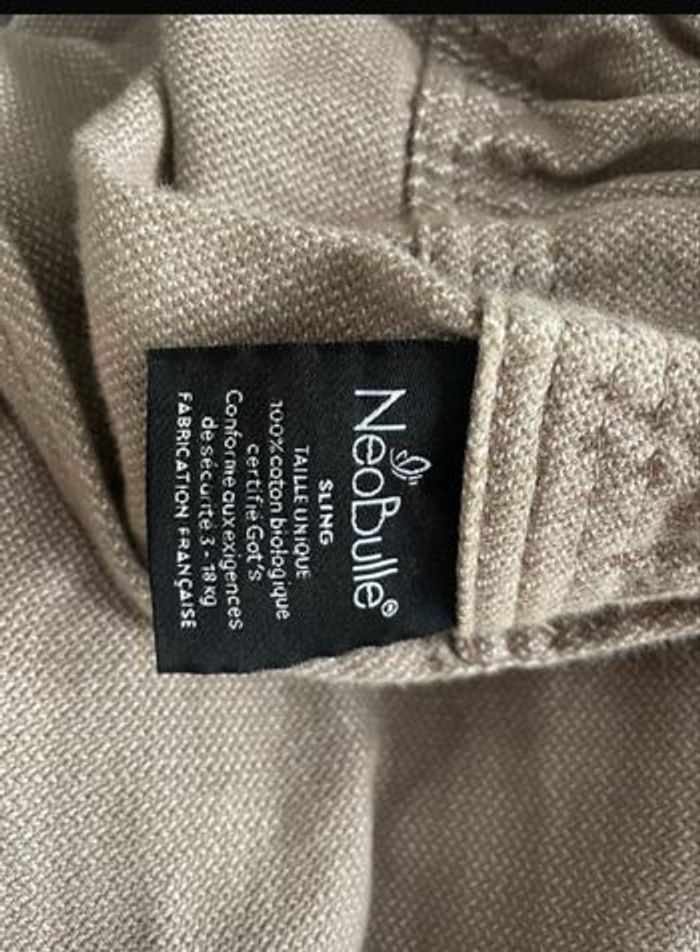 NeoBulle®
SLING
TAILLE UNIQUE
100% coton biologique
certifié Got's
Conforme aux exigences
de sécurité 3 - 18 kg
FABRICATION FRANÇAISE